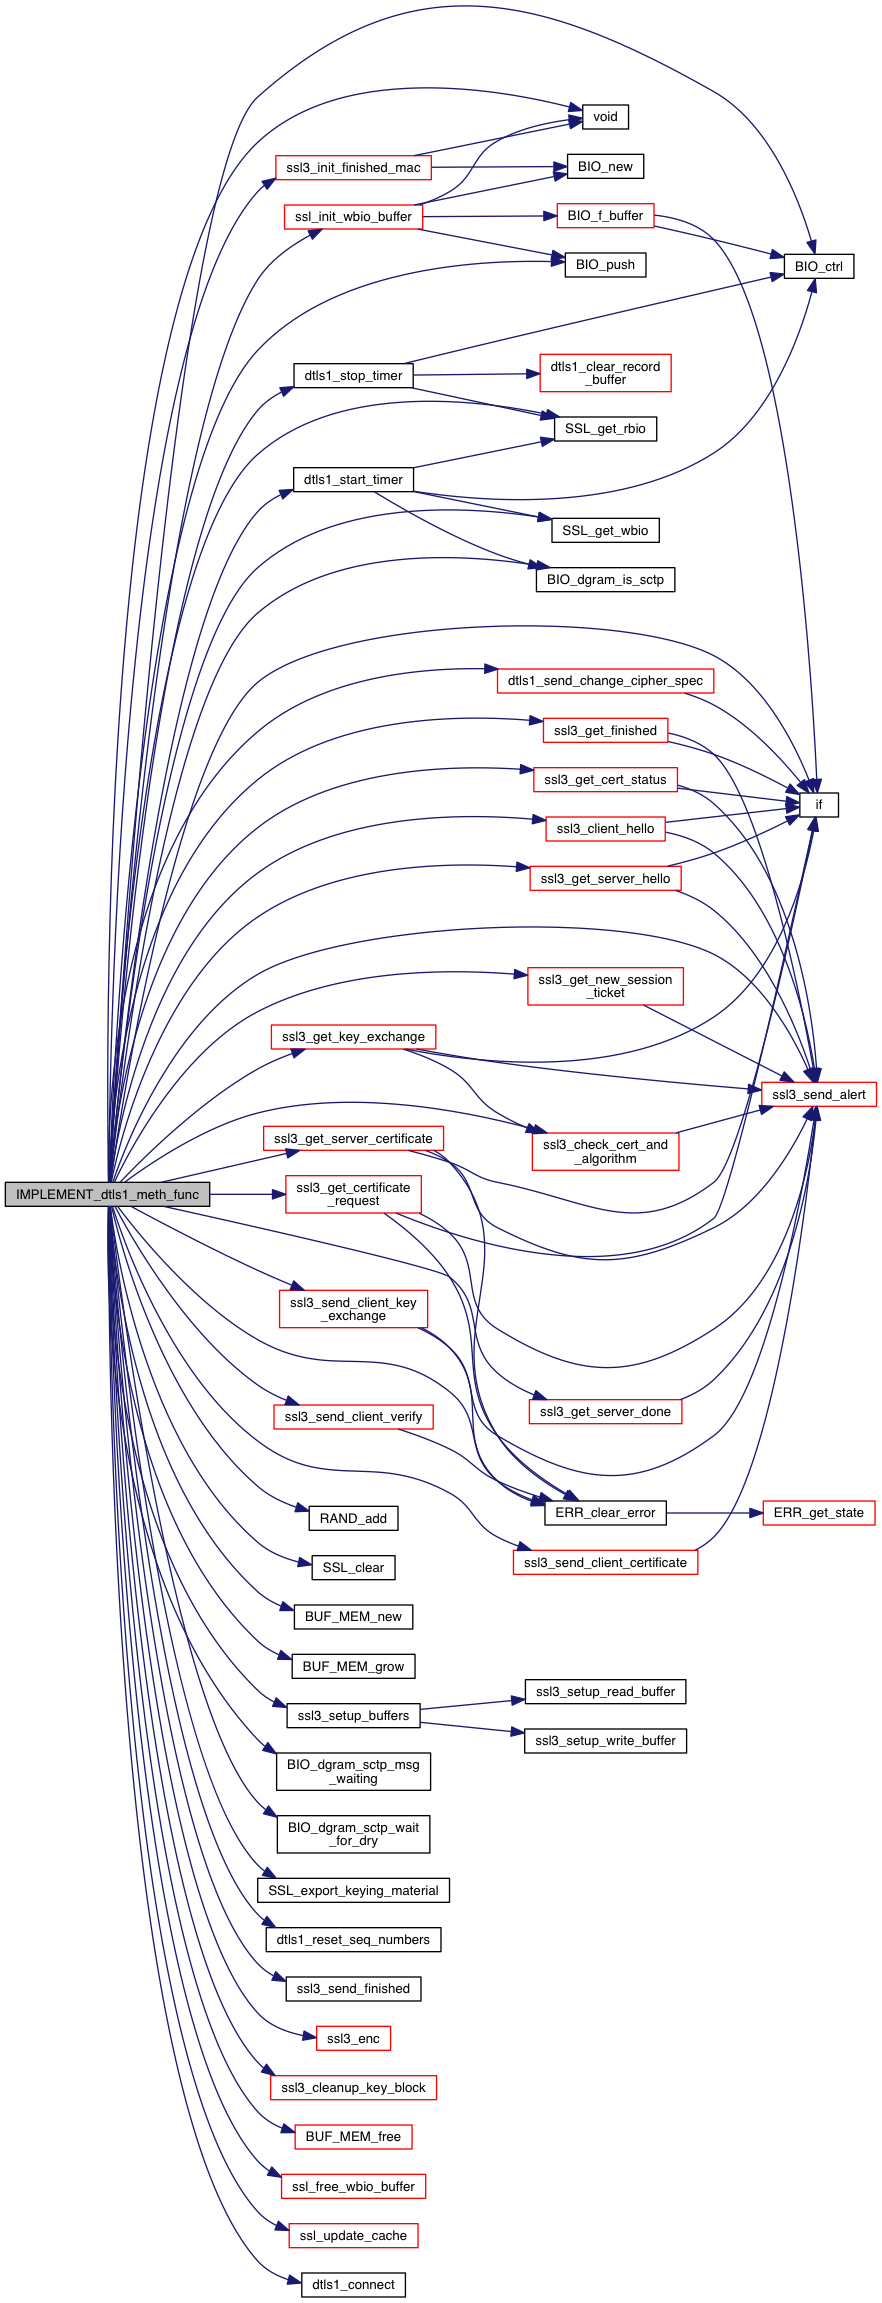 void
ssl3_init_finished_mac
BIO_new
ssl_init_wbio_buffer
BIO_f_buffer
BIO_push
BIO_ctrl
dtls1_stop_timer
dtls1_clear_record
_buffer
SSL_get_rbio
dtls1_start_timer
SSL_get_wbio
BIO_dgram_is_sctp
dtls1_send_change_cipher_spec
ssl3_get_finished
ssl3_get_cert_status
if
ssl3_client_hello
ssl3_get_server_hello
ssl3_get_new_session
_ticket
ssl3_get_key_exchange
ssl3_send_alert
ssl3_get_server_certificate
ssl3_check_cert_and
_algorithm
IMPLEMENT_dtls1_meth_func
ssl3_get_certificate
_request
ssl3_send_client_key
_exchange
ssl3_send_client_verify
ssl3_get_server_done
RAND_add
ERR_clear_error
ERR_get_state
SSL_clear
ssl3_send_client_certificate
BUF_MEM_new
BUF_MEM_grow
ssl3_setup_buffers
ssl3_setup_read_buffer
ssl3_setup_write_buffer
BIO_dgram_sctp_msg
_waiting
BIO_dgram_sctp_wait
_for_dry
SSL_export_keying_material
dtls1_reset_seq_numbers
ssl3_send_finished
ssl3_enc
ssl3_cleanup_key_block
BUF_MEM_free
ssl_free_wbio_buffer
ssl_update_cache
dtls1_connect